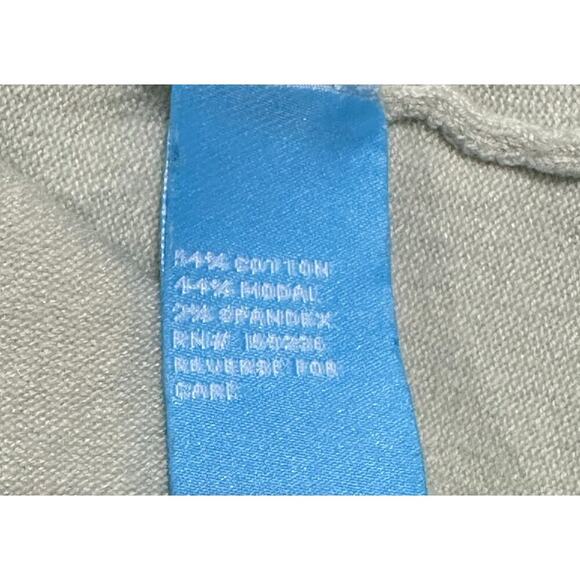 54% COTTON
44% MODAL
2% SPANDEX
RN#
REVERSE FOR
CARE